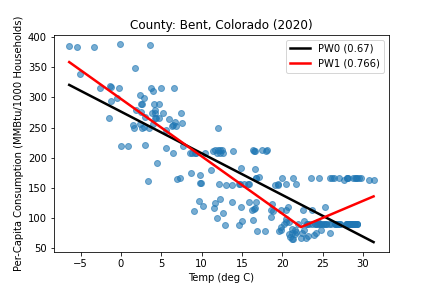 County: Bent, Colorado (2020)
PW0 (0.67)
PW1 (0.766)
Per-Capita Consumption (MMBtu/1000 Households)
400
350
300
250
200
150
100
50
−5 0 5 10 15 20 25 30
Temp (deg C)